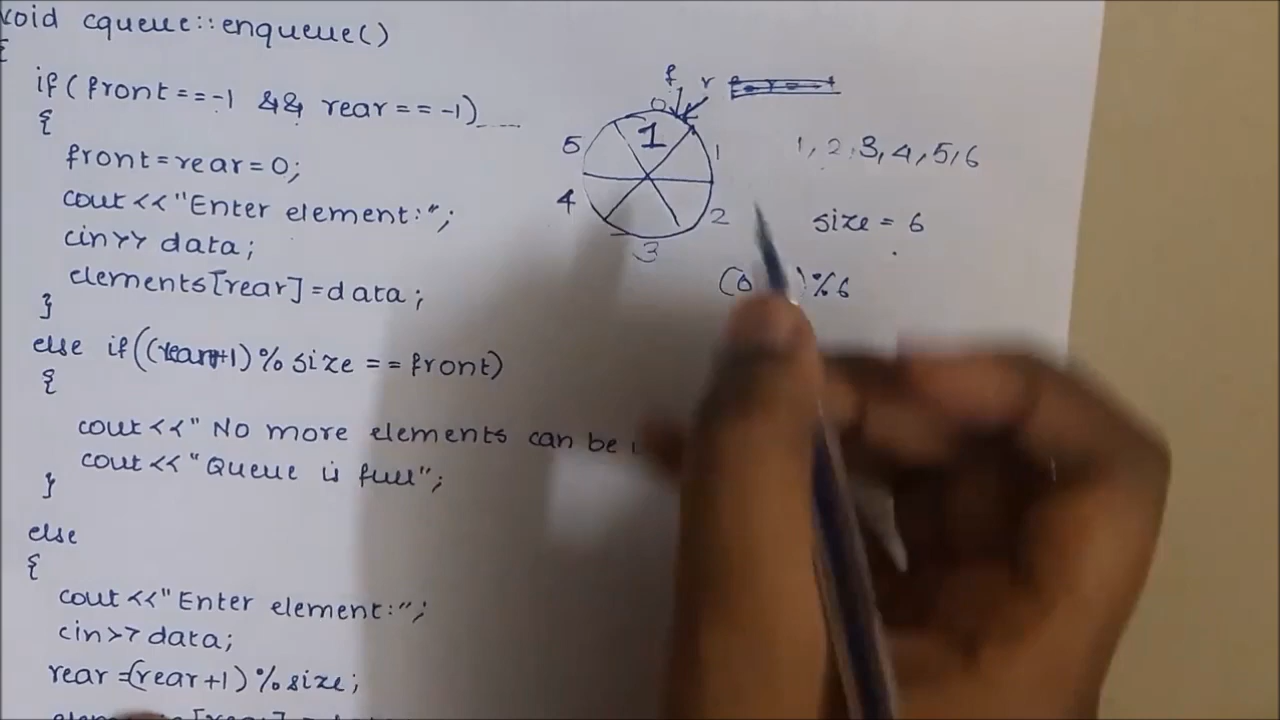 void cqueue::enqueue()
{
if(front==-1 && rear==-1)
{
front=rear=0;
cout<<"Enter element:";
cin>> data;
elements[rear]=data;
}
else if((rear+1)%size==front)
{
cout<<"No more elements can be
cout<<"Queue is full";
}
else
{
cout<<"Enter element:";
cin>> data;
rear=(rear+1)%size;
f r
0
1
5
1
4
2
3
1,2,3,4,5,6
size = 6
(0 )%6